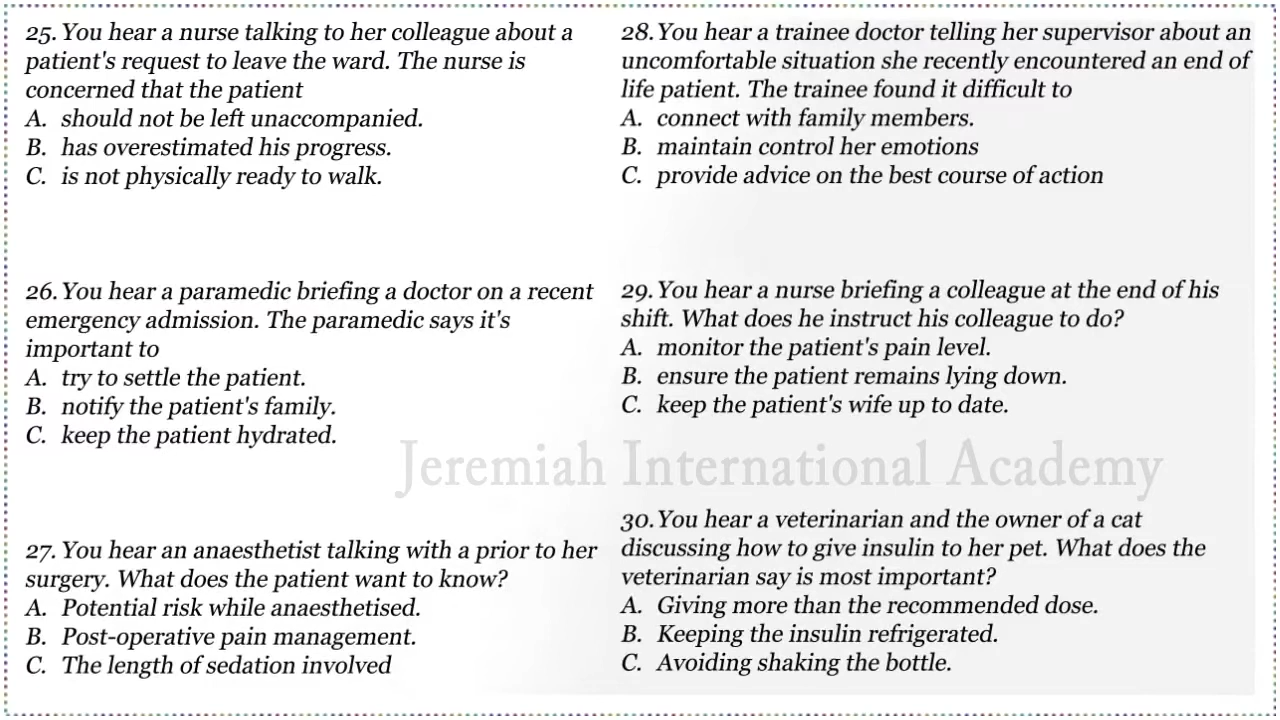 25. You hear a nurse talking to her colleague about a
patient's request to leave the ward. The nurse is
concerned that the patient
A. should not be left unaccompanied.
B. has overestimated his progress.
C. is not physically ready to walk.
26. You hear a paramedic briefing a doctor on a recent
emergency admission. The paramedic says it's
important to
A. try to settle the patient.
B. notify the patient's family.
C. keep the patient hydrated.
27. You hear an anaesthetist talking with a prior to her
surgery. What does the patient want to know?
A. Potential risk while anaesthetised.
B. Post-operative pain management.
C. The length of sedation involved
28. You hear a trainee doctor telling her supervisor about an
uncomfortable situation she recently encountered an end of
life patient. The trainee found it difficult to
A. connect with family members.
B. maintain control her emotions
C. provide advice on the best course of action
29. You hear a nurse briefing a colleague at the end of his
shift. What does he instruct his colleague to do?
A. monitor the patient's pain level.
B. ensure the patient remains lying down.
C. keep the patient's wife up to date.
Jeremiah International Academy
30. You hear a veterinarian and the owner of a cat
discussing how to give insulin to her pet. What does the
veterinarian say is most important?
A. Giving more than the recommended dose.
B. Keeping the insulin refrigerated.
C. Avoiding shaking the bottle.